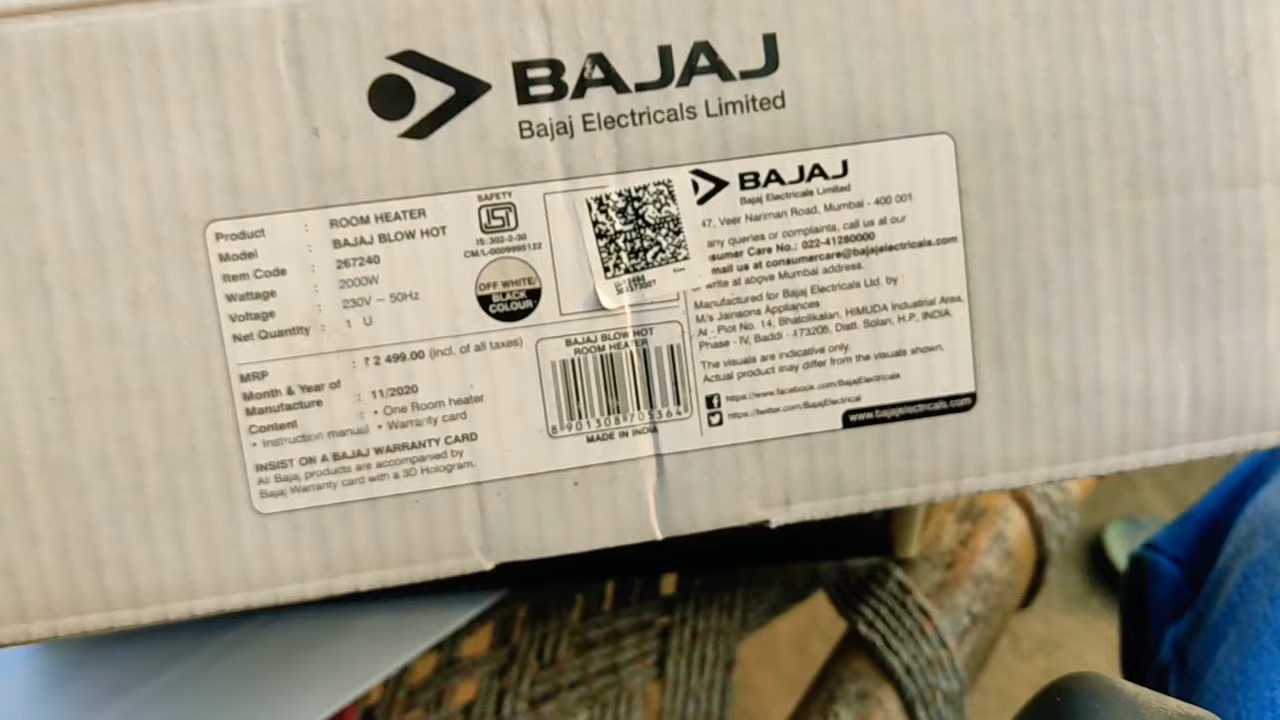 BAJAJ
Bajaj Electricals Limited
Product : ROOM HEATER
Model : BAJAJ BLOW HOT
Item Code : 267240
Wattage : 2000W
Voltage : 230V ~ 50Hz
Net Quantity : 1 U
SAFETY
ISI
IS:302-2-30
CM/L-0009995122
OFF WHITE/
BLACK
COLOUR
MRP : ₹ 2 499.00 (incl. of all taxes)
Month & Year of
Manufacture : 11/2020
Content : • One Room heater
• Instruction manual • Warranty card
INSIST ON A BAJAJ WARRANTY CARD
All Bajaj products are accompanied by
Bajaj Warranty card with a 3D Hologram.
BAJAJ BLOW HOT
ROOM HEATER
8 901308 705364
MADE IN INDIA
BAJAJ
Bajaj Electricals Limited
47, Veer Nariman Road, Mumbai - 400 001
any queries or complaints, call us at our
sumer Care No.: 022-41280000
mail us at consumercare@bajajelectricals.com
write at above Mumbai address.
Manufactured for Bajaj Electricals Ltd. by :
M/s Jainsons Appliances
At - Plot No. 14, Bhatolikalan, HIMUDA Industrial Area,
Phase - IV, Baddi - 173205, Distt. Solan, H.P., INDIA.
The visuals are indicative only.
Actual product may differ from the visuals shown.
https://www.facebook.com/BajajElectricals
https://twitter.com/BajajElectrical
www.bajajelectricals.com